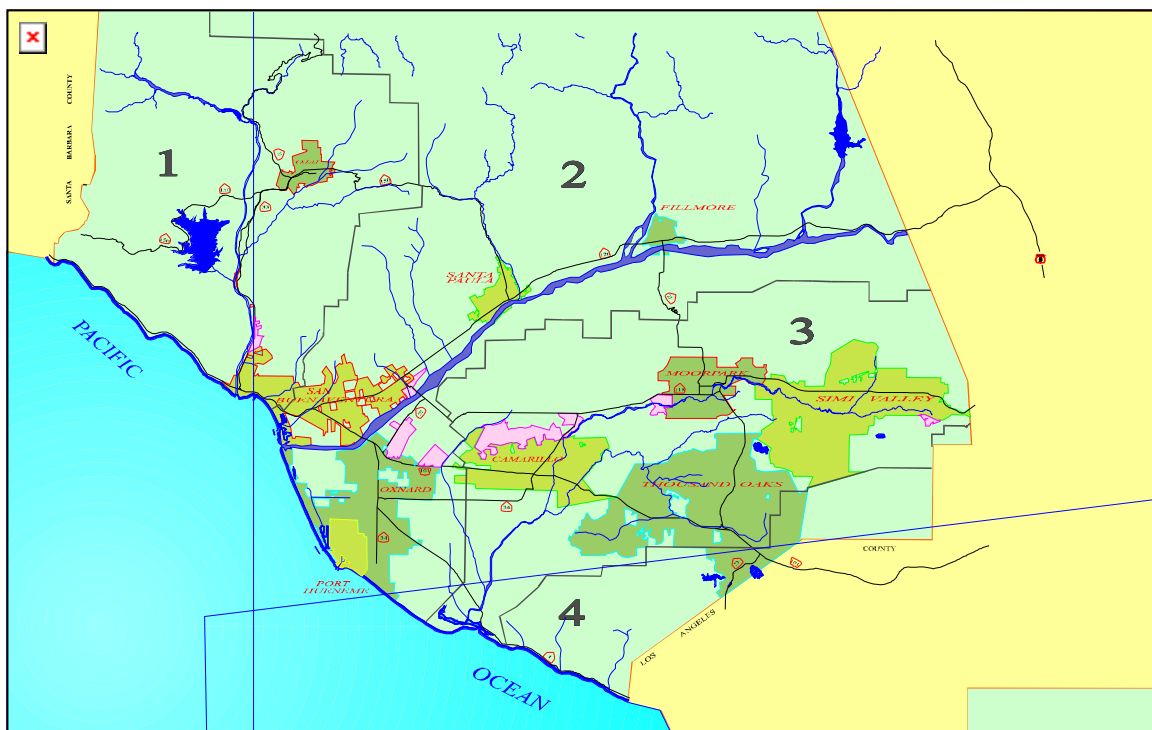 SANTA BARBARA COUNTY
1
2
3
4
OJAI
FILLMORE
SANTA
PAULA
PACIFIC
OCEAN
SAN
BUENAVENTURA
MOORPARK
SIMI VALLEY
CAMARILLO
OXNARD
THOUSAND OAKS
PORT
HUENEME
LOS ANGELES COUNTY